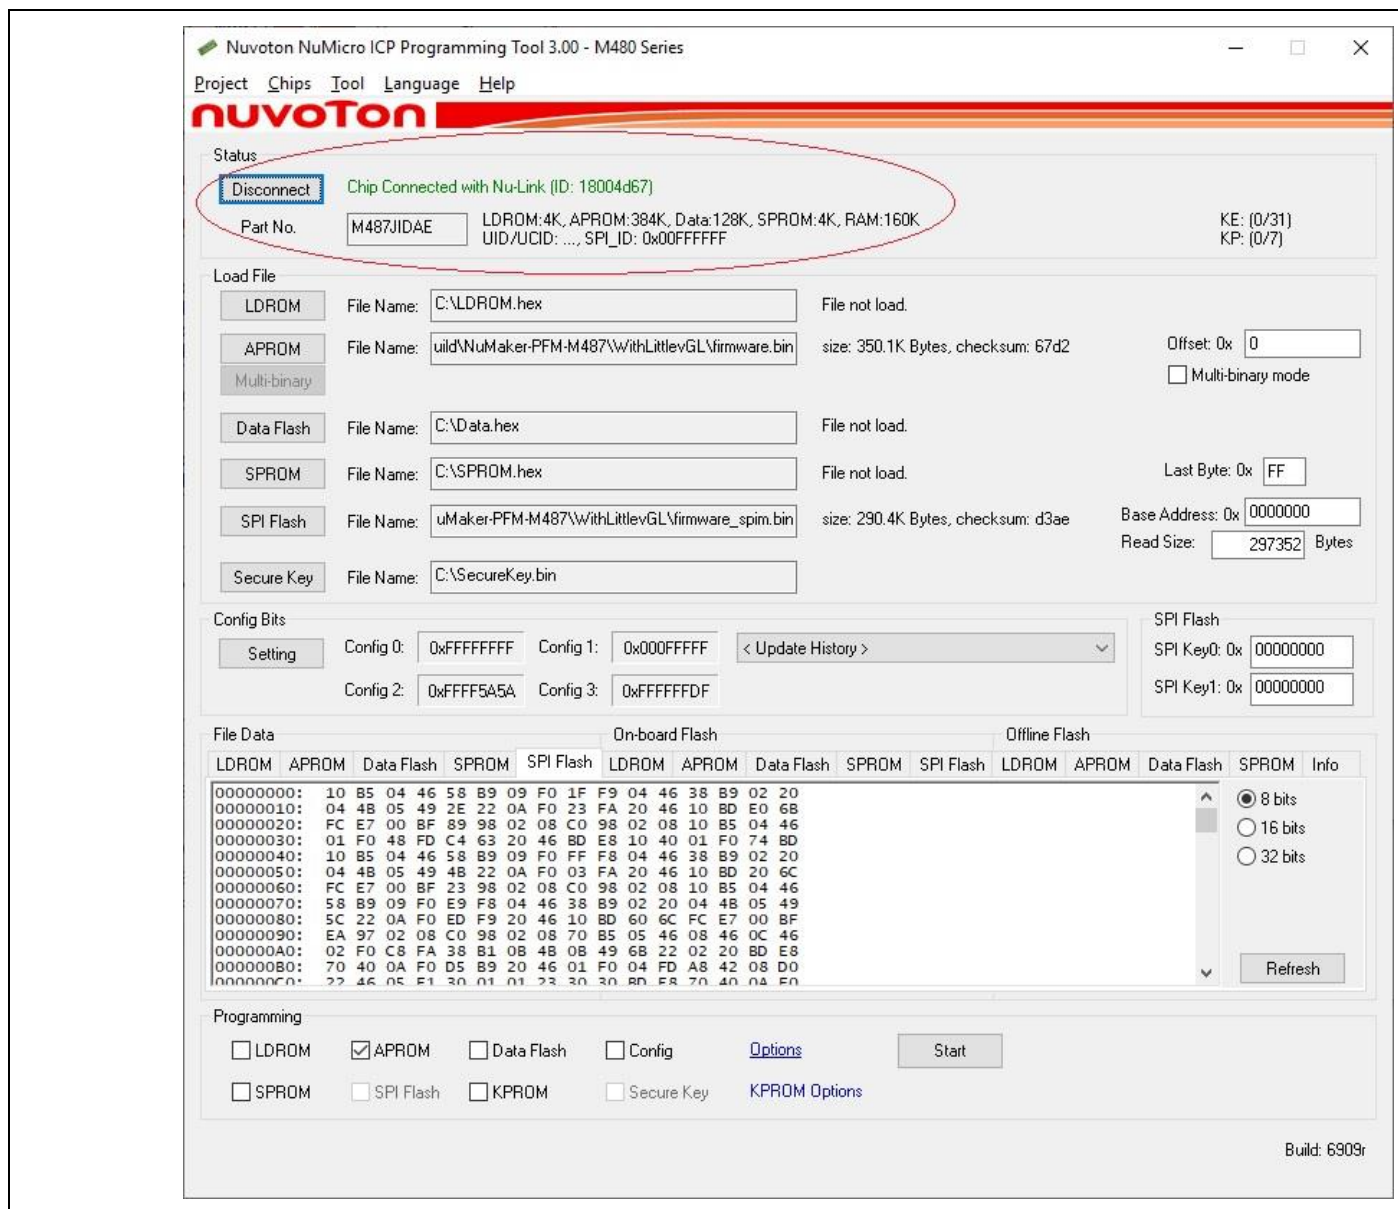 Nuvoton NuMicro ICP Programming Tool 3.00 - M480 Series
Project Chips Tool Language Help
nuvoTon
Status
Disconnect Chip Connected with Nu-Link (ID: 18004d67)
Part No. M487JIDAE LDROM:4K, APROM:384K, Data:128K, SPROM:4K, RAM:160K KE: (0/31)
UID/UCID: ..., SPI_ID: 0x00FFFFFF KP: (0/7)
Load File
LDROM File Name: C:\LDROM.hex File not load.
APROM File Name: uild\NuMaker-PFM-M487\WithLittlevGL\firmware.bin size: 350.1K Bytes, checksum: 67d2 Offset: 0x 0
Multi-binary Multi-binary mode
Data Flash File Name: C:\Data.hex File not load.
SPROM File Name: C:\SPROM.hex File not load. Last Byte: 0x FF
SPI Flash File Name: uMaker-PFM-M487\WithLittlevGL\firmware_spim.bin size: 290.4K Bytes, checksum: d3ae Base Address: 0x 0000000
Read Size: 297352 Bytes
Secure Key File Name: C:\SecureKey.bin
Config Bits SPI Flash
Setting Config 0: 0xFFFFFFFF Config 1: 0x000FFFFF < Update History > SPI Key0: 0x 00000000
Config 2: 0xFFFF5A5A Config 3: 0xFFFFFFDF SPI Key1: 0x 00000000
File Data On-board Flash Offline Flash
LDROM APROM Data Flash SPROM SPI Flash LDROM APROM Data Flash SPROM SPI Flash LDROM APROM Data Flash SPROM Info
00000000: 10 B5 04 46 58 B9 09 F0 1F F9 04 46 38 B9 02 20 8 bits
00000010: 04 4B 05 49 2E 22 0A F0 23 FA 20 46 10 BD E0 6B
00000020: FC E7 00 BF 89 98 02 08 C0 98 02 08 10 B5 04 46 16 bits
00000030: 01 F0 48 FD C4 63 20 46 BD E8 10 40 01 F0 74 BD
00000040: 10 B5 04 46 58 B9 09 F0 FF F8 04 46 38 B9 02 20 32 bits
00000050: 04 4B 05 49 4B 22 0A F0 03 FA 20 46 10 BD 20 6C
00000060: FC E7 00 BF 23 98 02 08 C0 98 02 08 10 B5 04 46
00000070: 58 B9 09 F0 E9 F8 04 46 38 B9 02 20 04 4B 05 49
00000080: 5C 22 0A F0 ED F9 20 46 10 BD 60 6C FC E7 00 BF
00000090: EA 97 02 08 C0 98 02 08 70 B5 05 46 08 46 0C 46
000000A0: 02 F0 C8 FA 38 B1 0B 4B 0B 49 6B 22 02 20 BD E8
000000B0: 70 40 0A F0 D5 B9 20 46 01 F0 04 FD A8 42 08 D0 Refresh
000000C0: 22 46 05 F1 30 01 01 23 30 30 BD E8 70 40 0A F0
Programming
LDROM APROM Data Flash Config Options Start
SPROM SPI Flash KPROM Secure Key KPROM Options
Build: 6909r